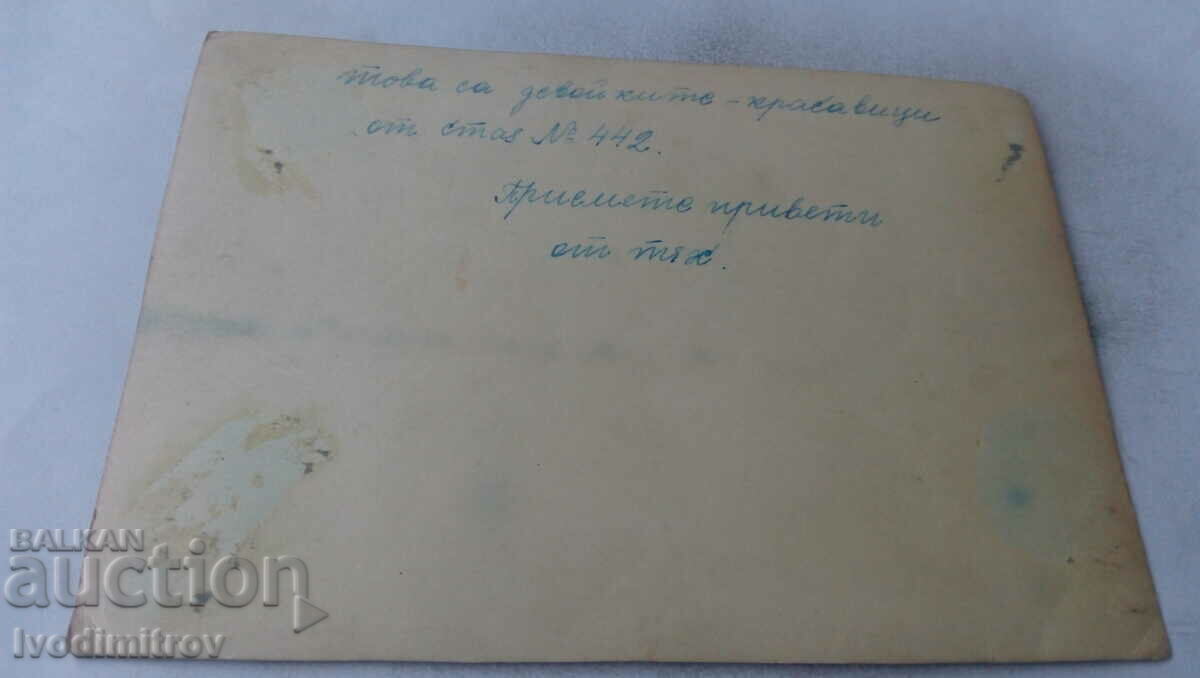 това са девойките - красавици
от стая № 442.
Приемете привети
от тях.
BALKAN
auction
Ivodimitrov